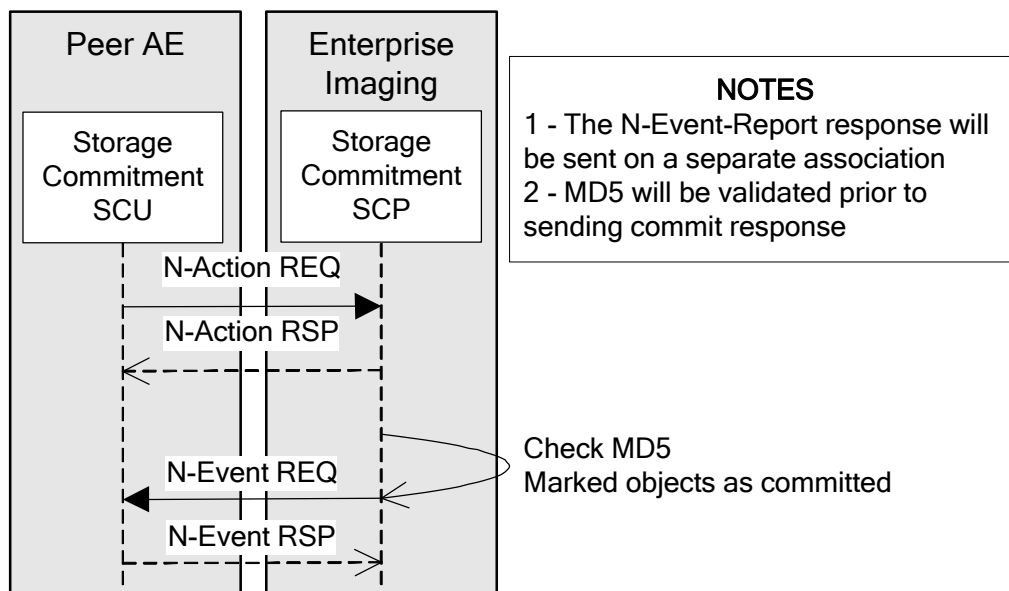 Peer AE
Enterprise
Imaging
Storage
Commitment
SCU
Storage
Commitment
SCP
NOTES
1 - The N-Event-Report response will
be sent on a separate association
2 - MD5 will be validated prior to
sending commit response
N-Action REQ
N-Action RSP
Check MD5
Marked objects as committed
N-Event REQ
N-Event RSP